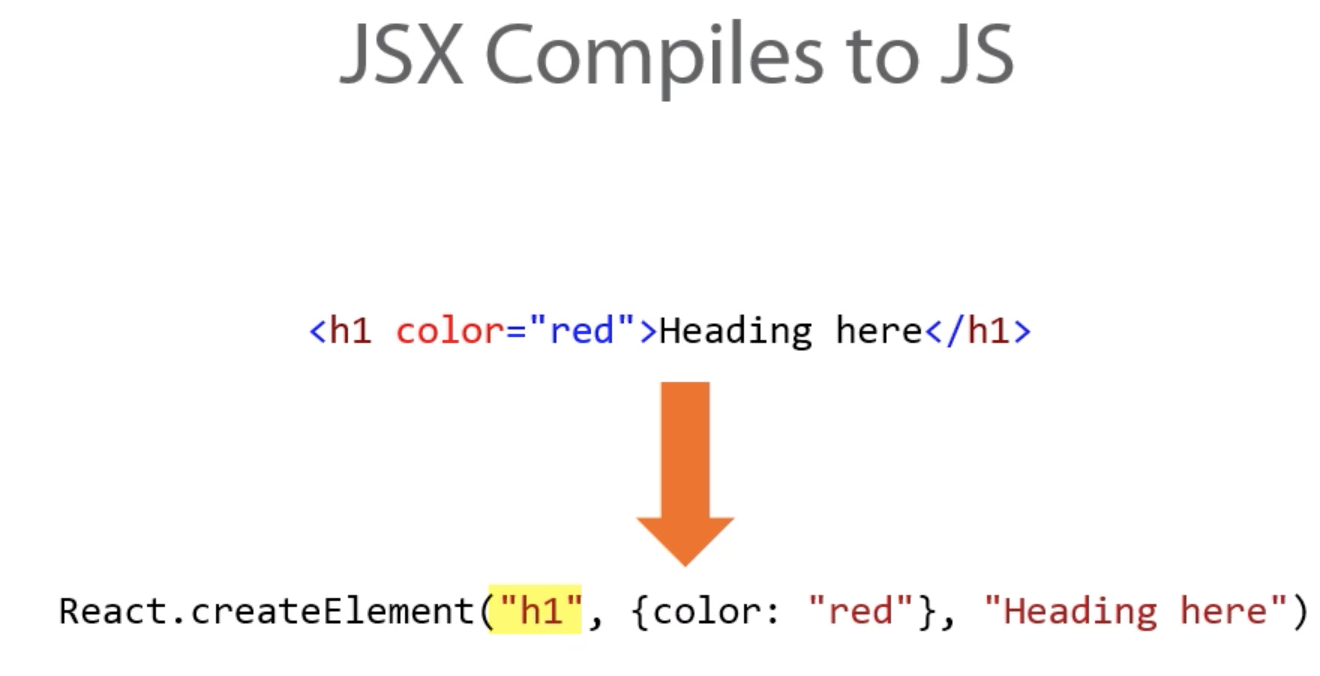 JSX Compiles to JS
<h1 color="red">Heading here</h1>
React.createElement("h1", {color: "red"}, "Heading here")